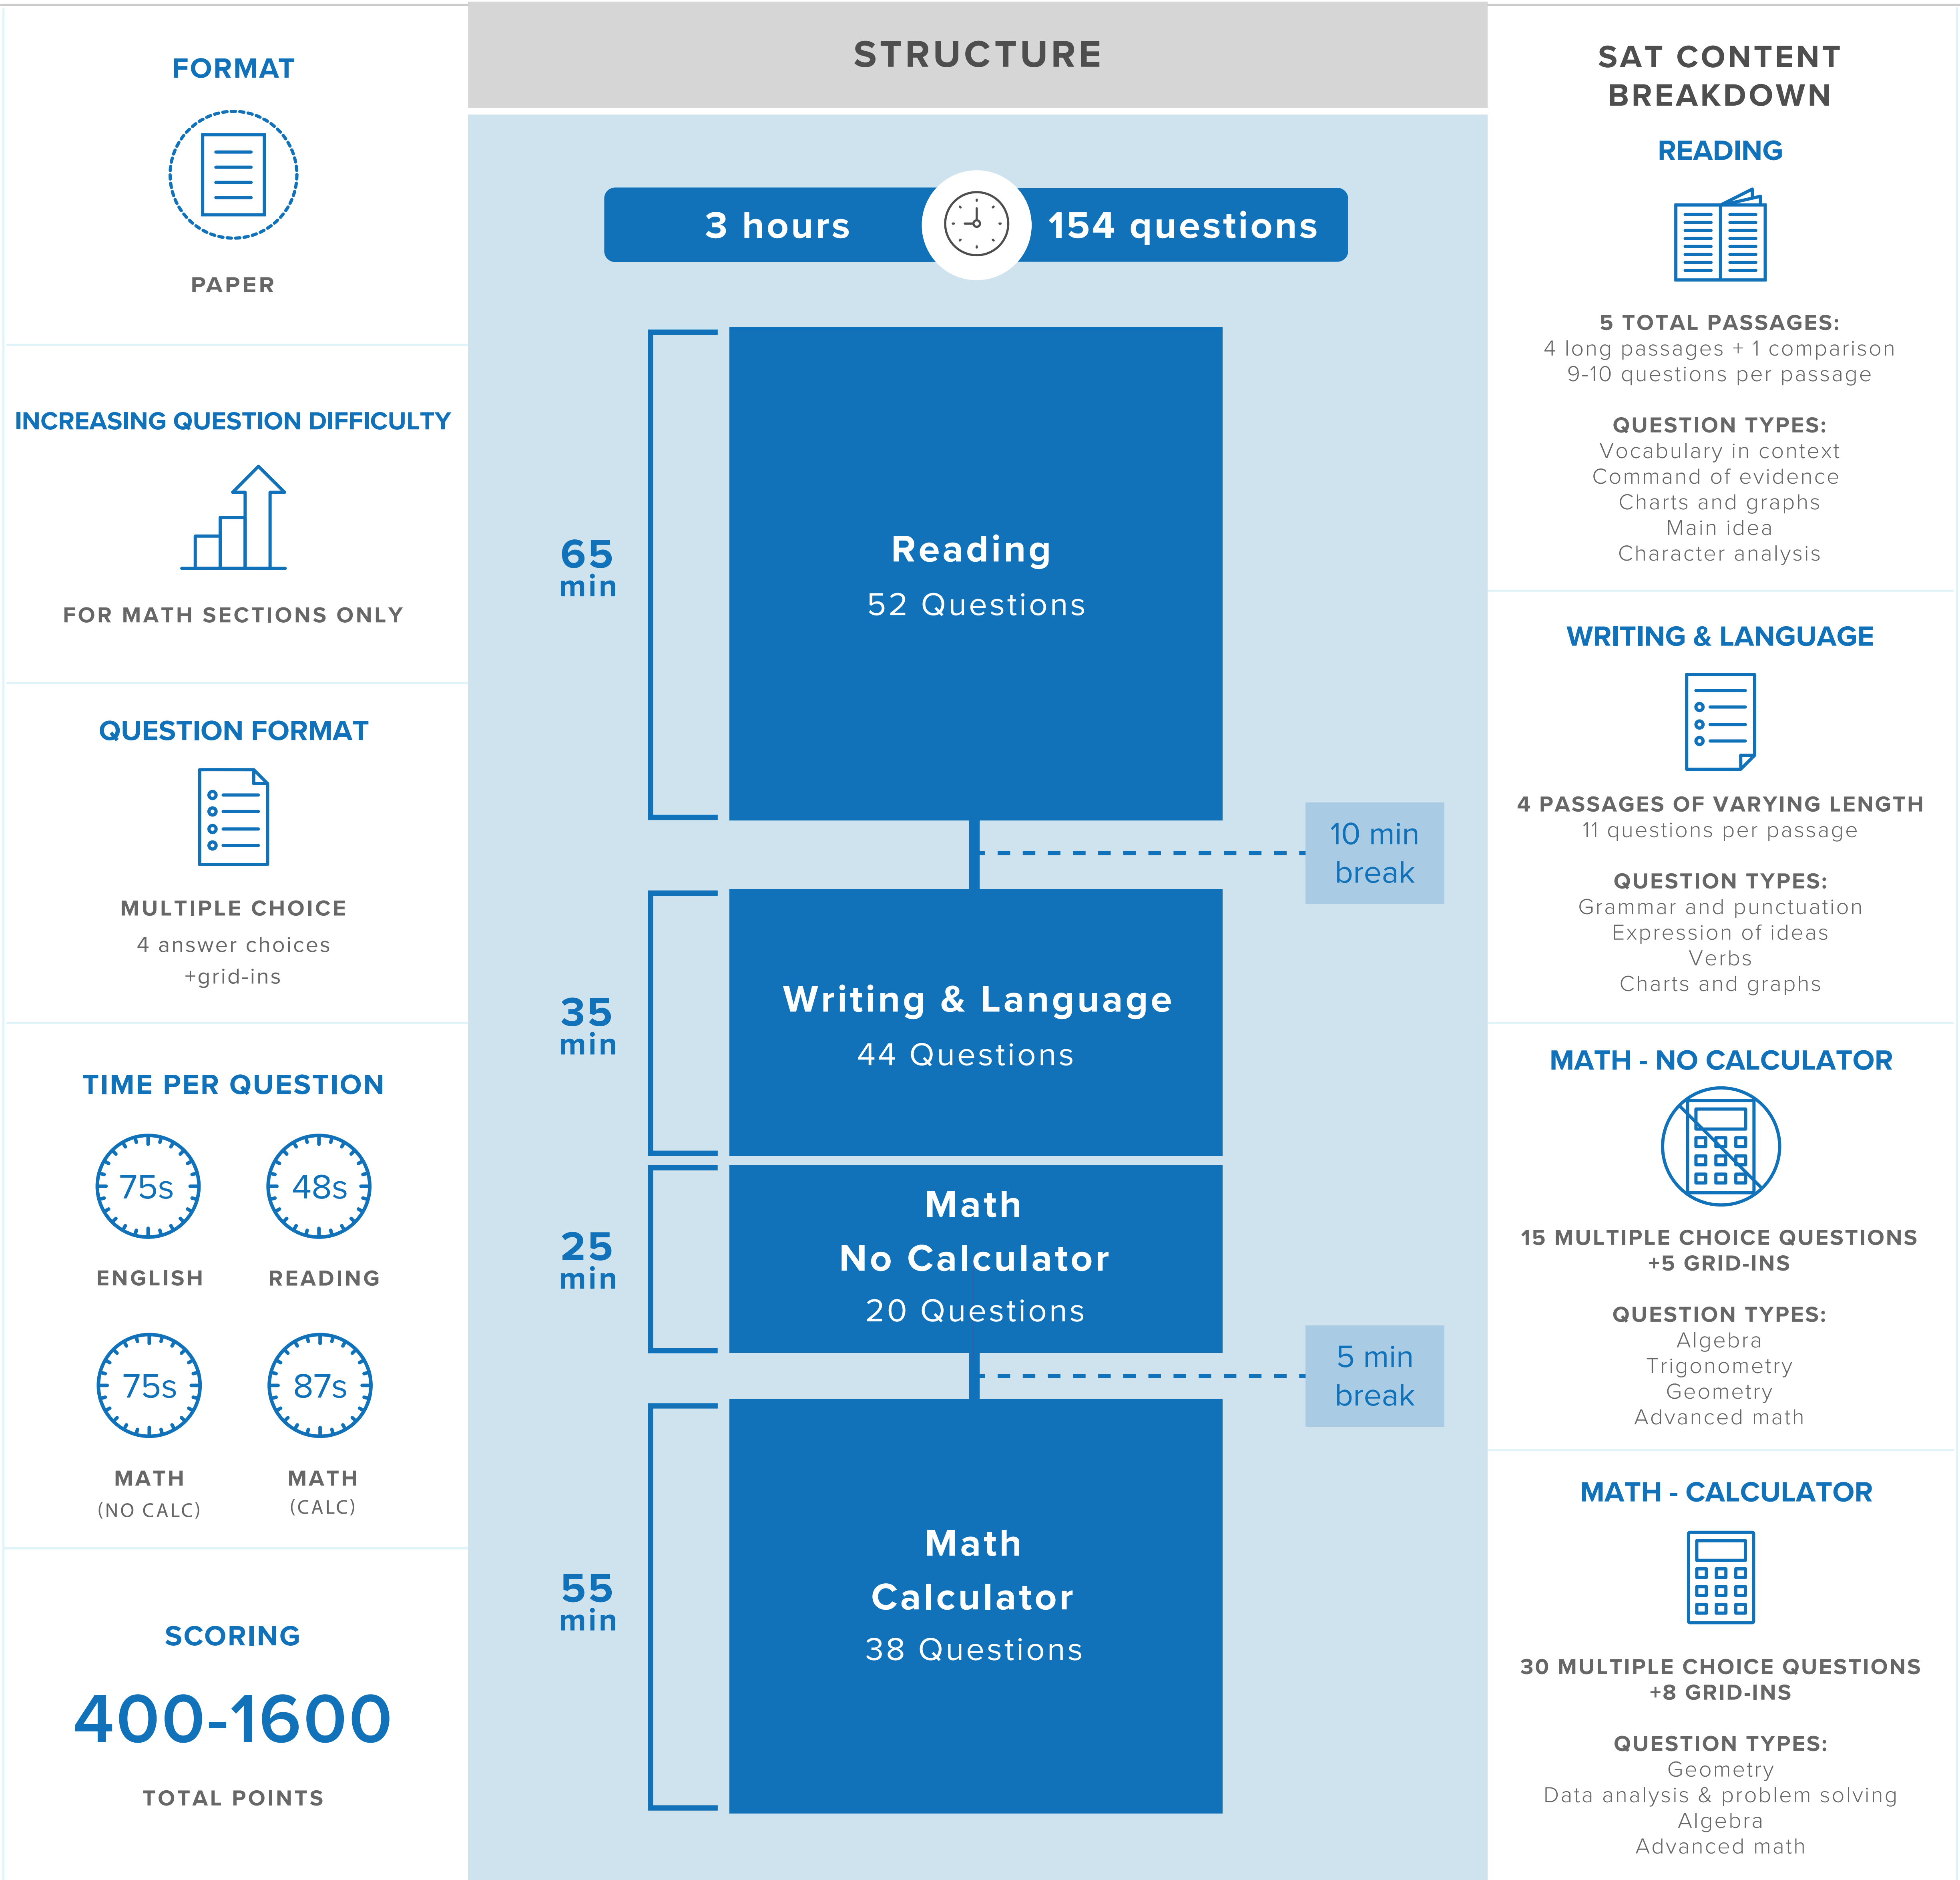 FORMAT
PAPER
INCREASING QUESTION DIFFICULTY
FOR MATH SECTIONS ONLY
QUESTION FORMAT
MULTIPLE CHOICE
4 answer choices
+grid-ins
TIME PER QUESTION
75s
48s
ENGLISH
READING
75s
87s
MATH
(NO CALC)
MATH
(CALC)
SCORING
400-1600
TOTAL POINTS
STRUCTURE
3 hours
154 questions
65
min
Reading
52 Questions
10 min
break
35
min
Writing & Language
44 Questions
25
min
Math
No Calculator
20 Questions
5 min
break
55
min
Math
Calculator
38 Questions
SAT CONTENT
BREAKDOWN
READING
5 TOTAL PASSAGES:
4 long passages + 1 comparison
9-10 questions per passage
QUESTION TYPES:
Vocabulary in context
Command of evidence
Charts and graphs
Main idea
Character analysis
WRITING & LANGUAGE
4 PASSAGES OF VARYING LENGTH
11 questions per passage
QUESTION TYPES:
Grammar and punctuation
Expression of ideas
Verbs
Charts and graphs
MATH - NO CALCULATOR
15 MULTIPLE CHOICE QUESTIONS
+5 GRID-INS
QUESTION TYPES:
Algebra
Trigonometry
Geometry
Advanced math
MATH - CALCULATOR
30 MULTIPLE CHOICE QUESTIONS
+8 GRID-INS
QUESTION TYPES:
Geometry
Data analysis & problem solving
Algebra
Advanced math